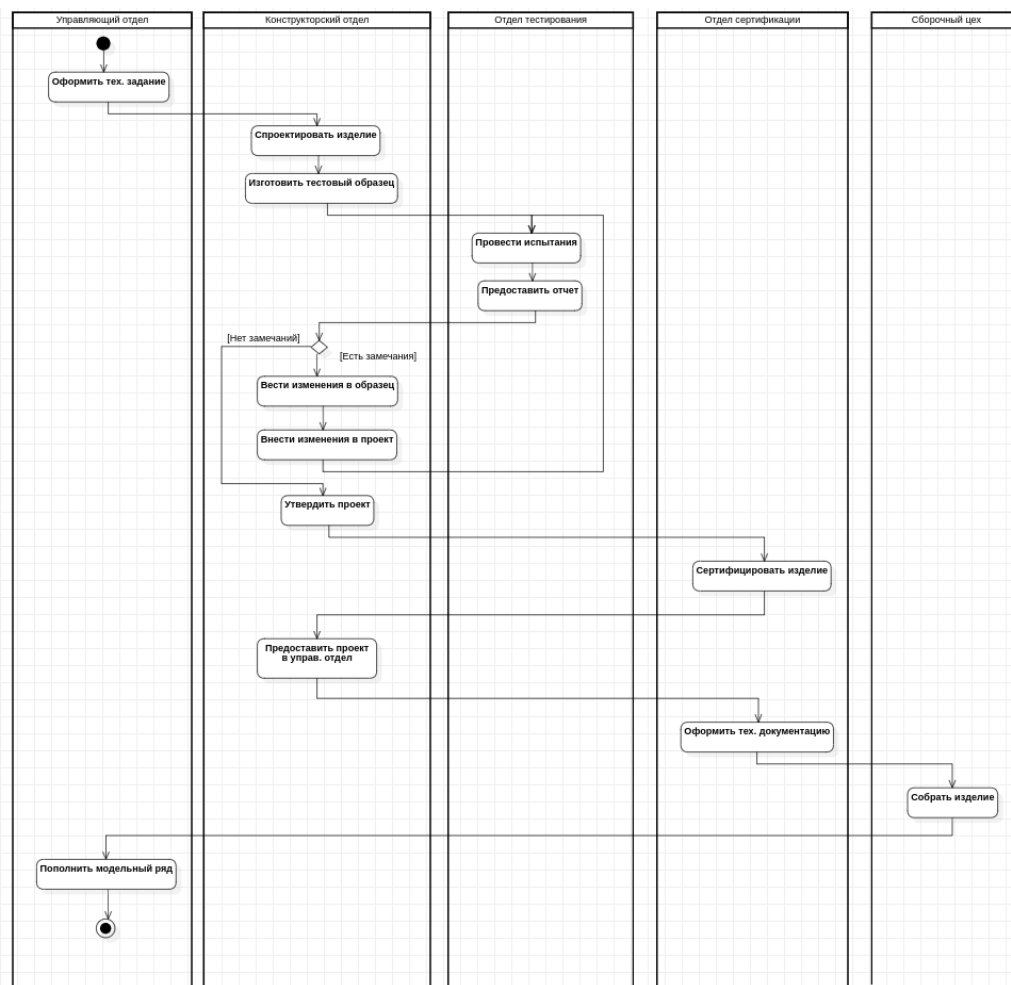 Управляющий отдел
Конструкторский отдел
Отдел тестирования
Отдел сертификации
Сборочный цех
Оформить тех. задание
Спроектировать изделие
Изготовить тестовый образец
Провести испытания
Предоставить отчет
[Нет замечаний]
[Есть замечания]
Вести изменения в образец
Внести изменения в проект
Утвердить проект
Сертифицировать изделие
Предоставить проект
в управ. отдел
Оформить тех. документацию
Собрать изделие
Пополнить модельный ряд